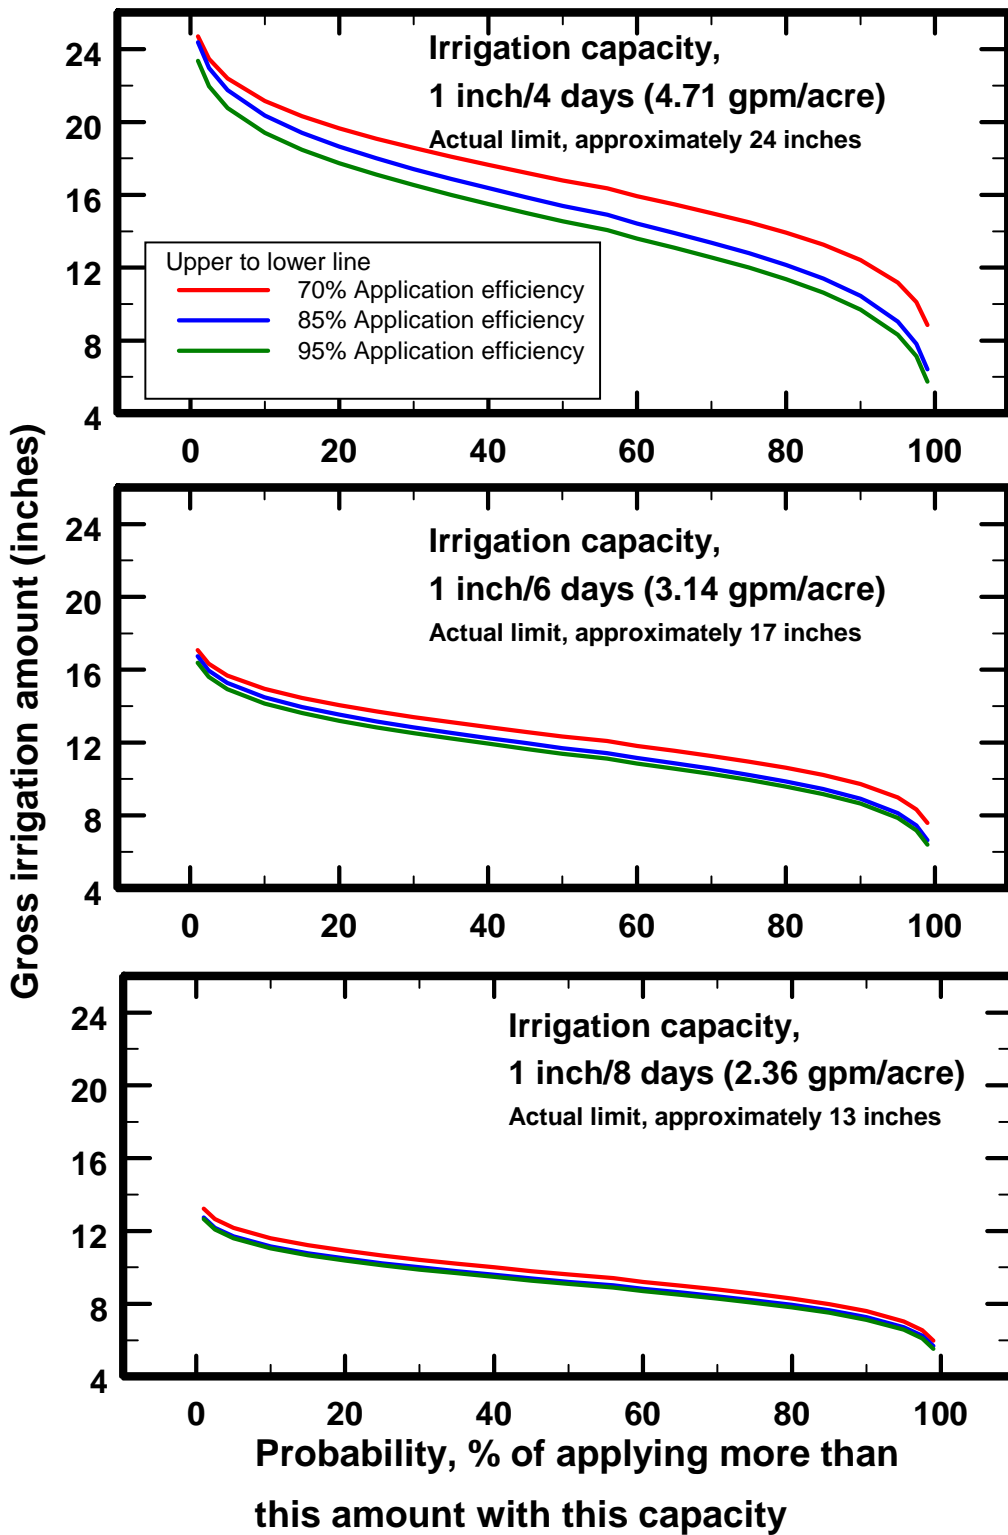 Gross irrigation amount (inches)
24
20
16
12
8
4
Irrigation capacity,
1 inch/4 days (4.71 gpm/acre)
Actual limit, approximately 24 inches
Upper to lower line
70% Application efficiency
85% Application efficiency
95% Application efficiency
0 20 40 60 80 100
24
20
16
12
8
4
Irrigation capacity,
1 inch/6 days (3.14 gpm/acre)
Actual limit, approximately 17 inches
0 20 40 60 80 100
24
20
16
12
8
4
Irrigation capacity,
1 inch/8 days (2.36 gpm/acre)
Actual limit, approximately 13 inches
0 20 40 60 80 100
Probability, % of applying more than
this amount with this capacity